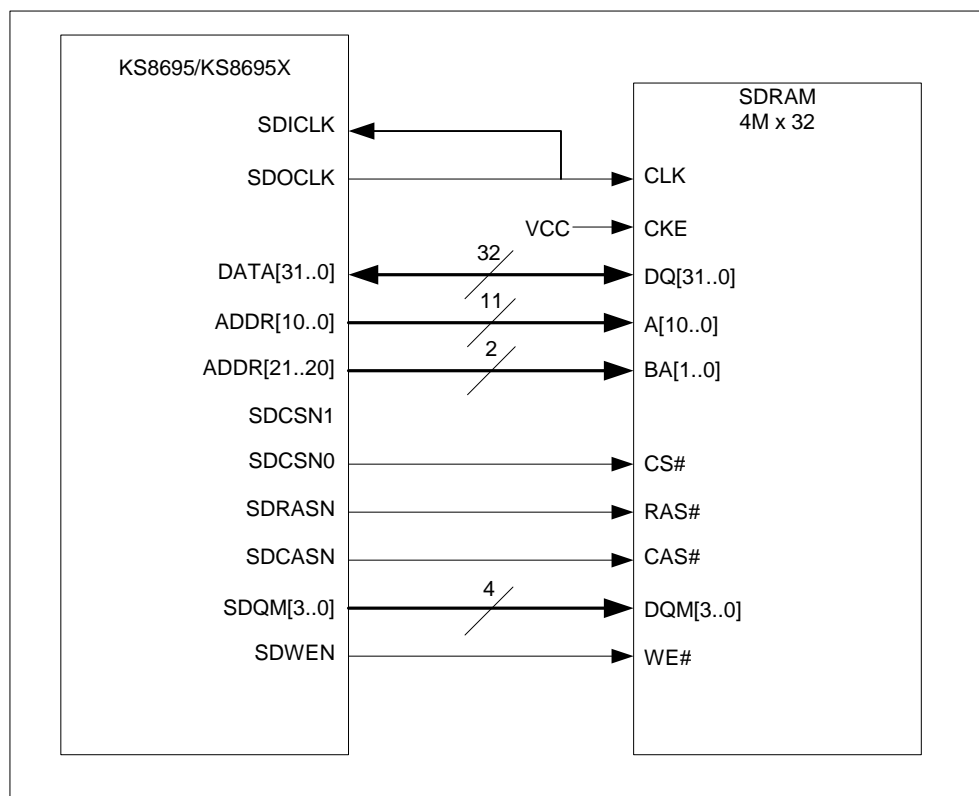 KS8695/KS8695X
SDRAM
4M x 32
SDICLK
SDOCLK
CLK
VCC
CKE
DATA[31..0]
32
DQ[31..0]
ADDR[10..0]
11
A[10..0]
ADDR[21..20]
2
BA[1..0]
SDCSN1
SDCSN0
CS#
SDRASN
RAS#
SDCASN
CAS#
SDQM[3..0]
4
DQM[3..0]
SDWEN
WE#